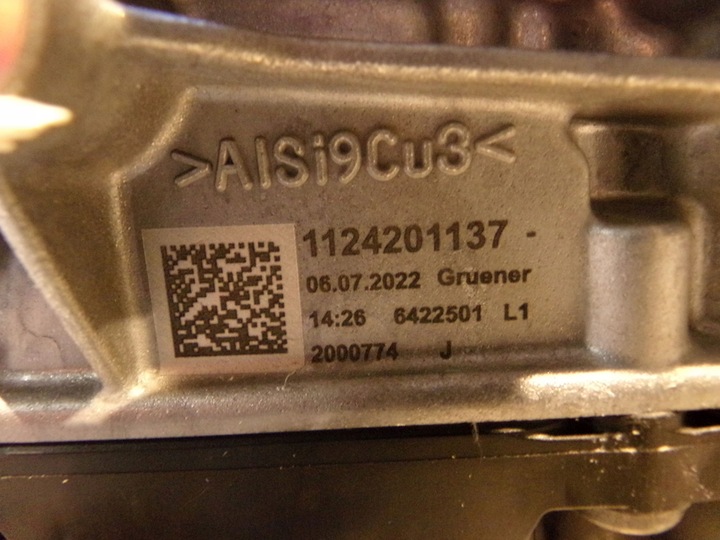 >AlSi9Cu3<
1124201137 -
06.07.2022 Gruener
14:26 6422501 L1
2000774 J